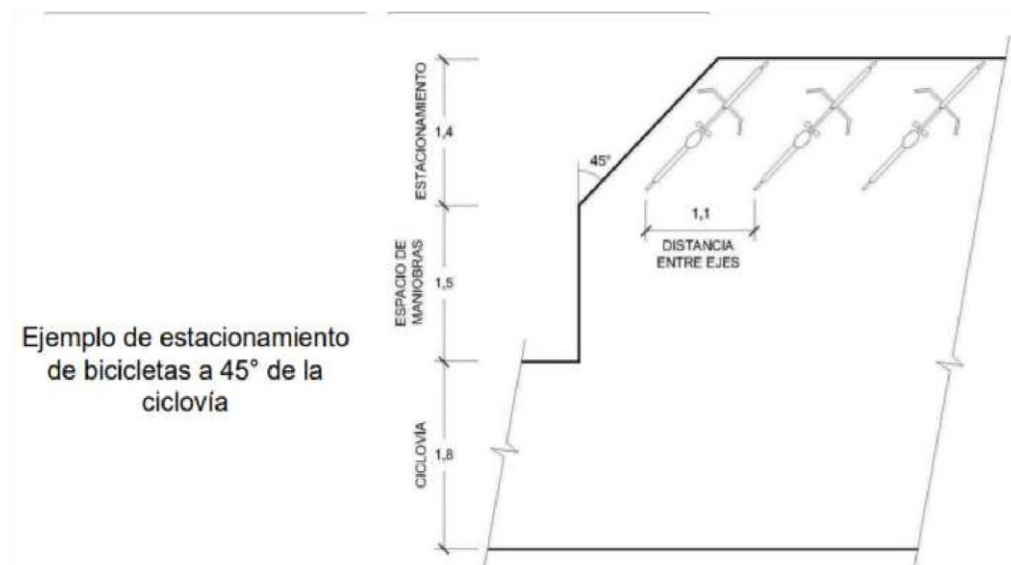 Ejemplo de estacionamiento
de bicicletas a 45° de la
ciclovía
ESTACIONAMIENTO
1,4
ESPACIO DE
MANIOBRAS
1,5
CICLOVÍA
1,8
45°
1,1
DISTANCIA
ENTRE EJES